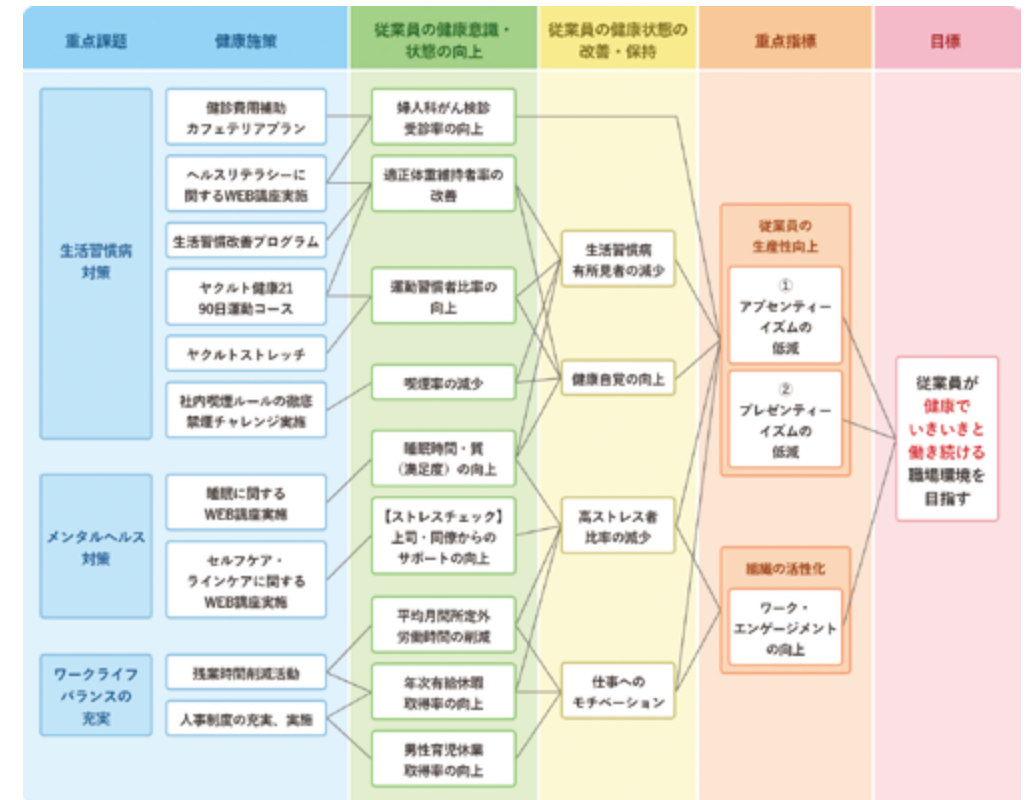 重点課題
健康施策
従業員の健康意識・
状態の向上
従業員の健康状態の
改善・保持
重点指標
目標
生活習慣病
対策
メンタルヘルス
対策
ワークライフ
バランスの
充実
健診費用補助
カフェテリアプラン
ヘルスリテラシーに
関するWEB講座実施
生活習慣改善プログラム
ヤクルト健康21
90日運動コース
ヤクルトストレッチ
社内喫煙ルールの徹底
禁煙チャレンジ実施
睡眠に関する
WEB講座実施
セルフケア・
ラインケアに関する
WEB講座実施
残業時間削減活動
人事制度の充実、実施
婦人科がん検診
受診率の向上
適正体重維持者率の
改善
運動習慣者比率の
向上
喫煙率の減少
睡眠時間・質
(満足度)の向上
【ストレスチェック】
上司・同僚からの
サポートの向上
平均月間所定外
労働時間の削減
年次有給休暇
取得率の向上
男性育児休業
取得率の向上
生活習慣病
有所見者の減少
健康自覚の向上
高ストレス者
比率の減少
仕事への
モチベーション
従業員の
生産性向上
①
アブセンティー
イズムの
低減
②
プレゼンティー
イズムの
低減
組織の活性化
ワーク・
エンゲージメント
の向上
従業員が
健康で
いきいきと
働き続ける
職場環境を
目指す